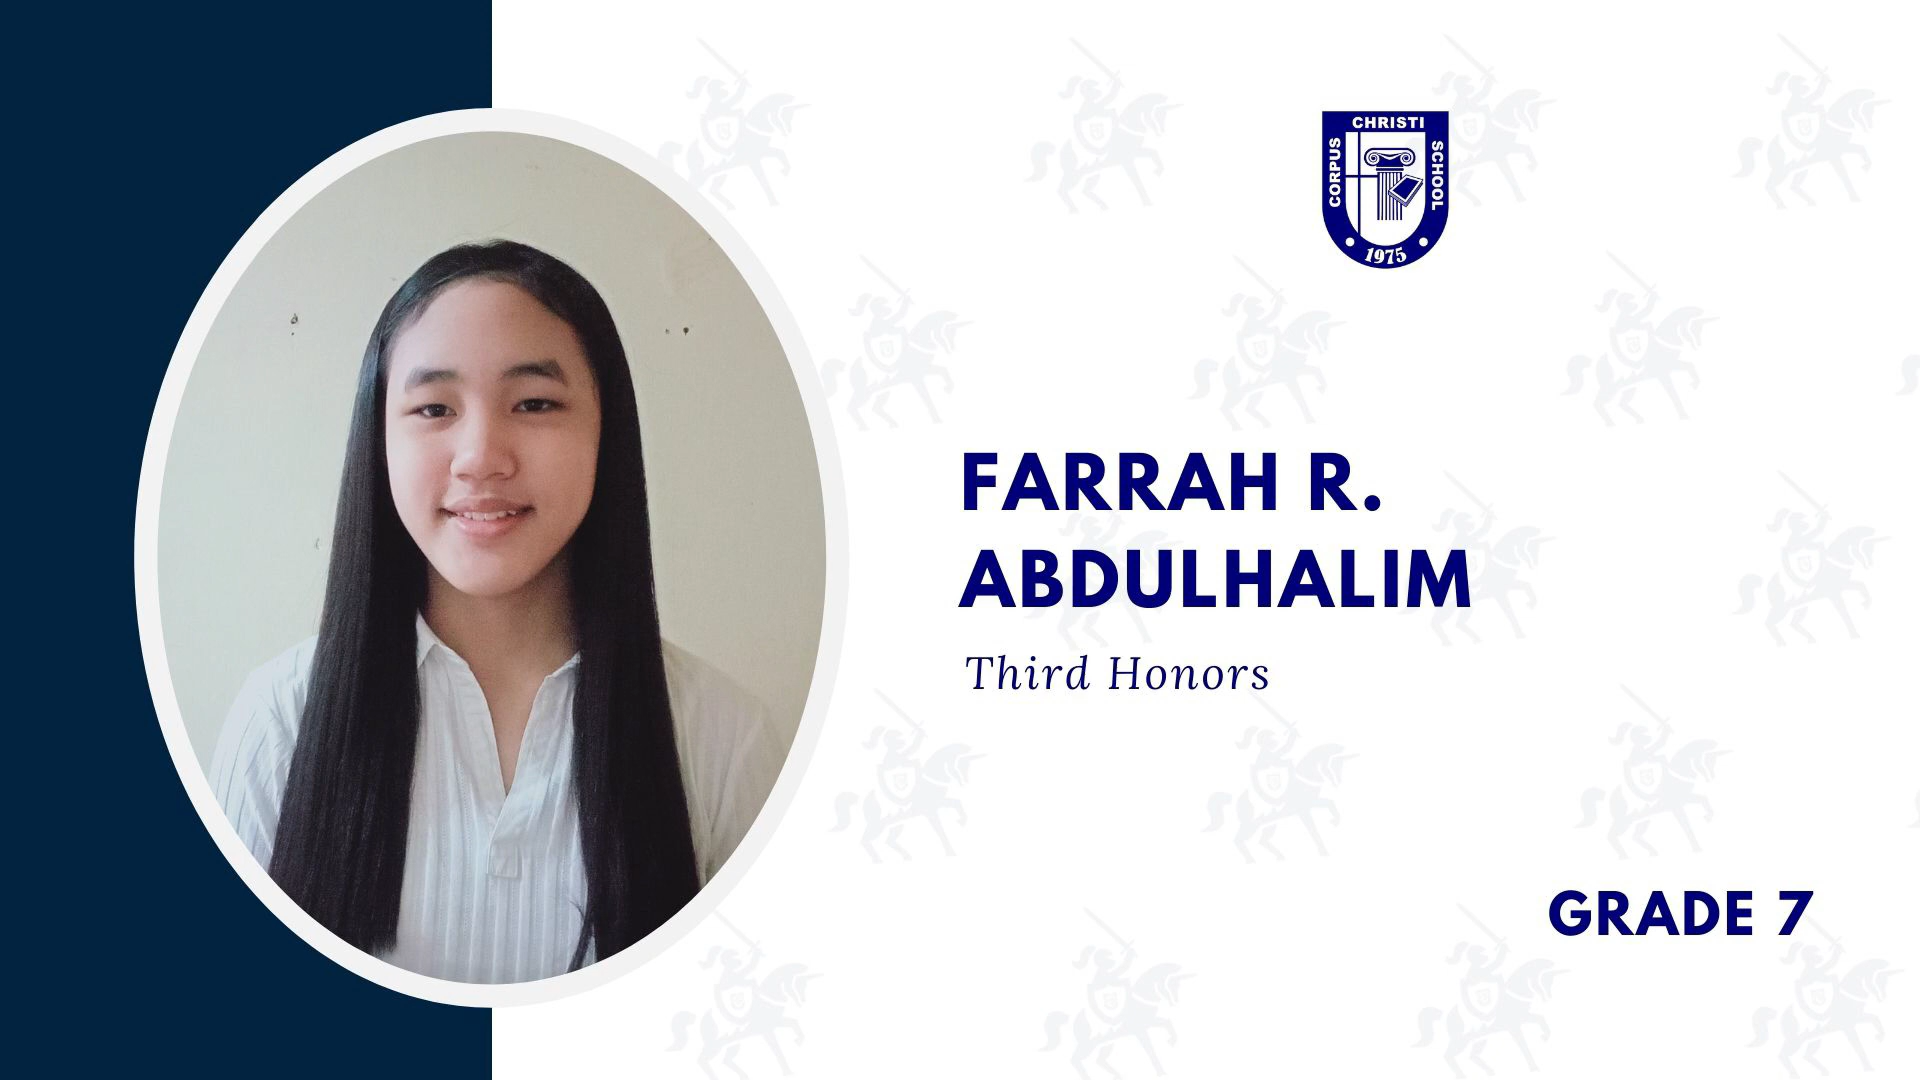 CORPUS
CHRISTI
SCHOOL
1975
FARRAH R.
ABDULHALIM
Third Honors
GRADE 7